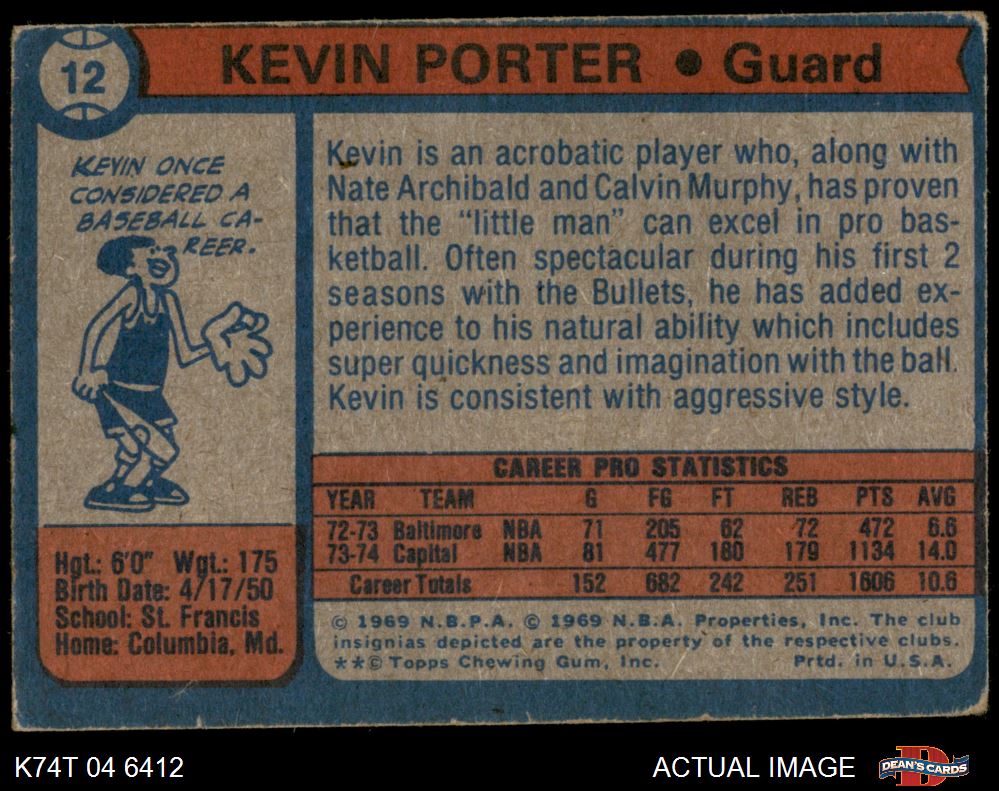 12
KEVIN PORTER • Guard
KEVIN ONCE
CONSIDERED A
BASEBALL CA-
REER.
Kevin is an acrobatic player who, along with
Nate Archibald and Calvin Murphy, has proven
that the "little man" can excel in pro bas-
ketball. Often spectacular during his first 2
seasons with the Bullets, he has added ex-
perience to his natural ability which includes
super quickness and imagination with the ball.
Kevin is consistent with aggressive style.
Hgt.: 6'0" Wgt.: 175
Birth Date: 4/17/50
School: St. Francis
Home: Columbia, Md.
CAREER PRO STATISTICS
YEAR TEAM G FG FT REB PTS AVG
72-73 Baltimore NBA 71 205 62 72 472 6.6
73-74 Capital NBA 81 477 180 179 1134 14.0
Career Totals 152 682 242 251 1606 10.6
© 1969 N.B.P.A. © 1969 N.B.A. Properties, Inc. The club
insignias depicted are the property of the respective clubs.
**© Topps Chewing Gum, Inc. Prtd. in U.S.A.
K74T 04 6412 ACTUAL IMAGE
D
DEAN'S CARDS